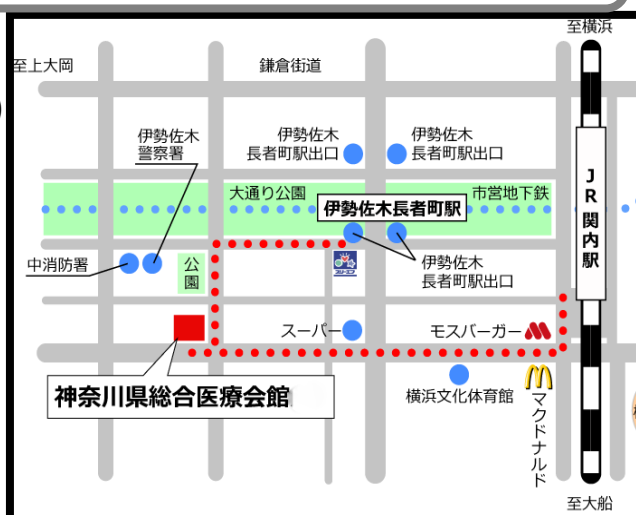 至横浜
至上大岡
鎌倉街道
伊勢佐木
警察署
伊勢佐木
長者町駅出口
伊勢佐木
長者町駅出口
JR関内駅
大通り公園
市営地下鉄
伊勢佐木長者町駅
中消防署
公園
伊勢佐木
長者町駅出口
スーパー
モスバーガー
神奈川県総合医療会館
横浜文化体育館
マクドナルド
至大船